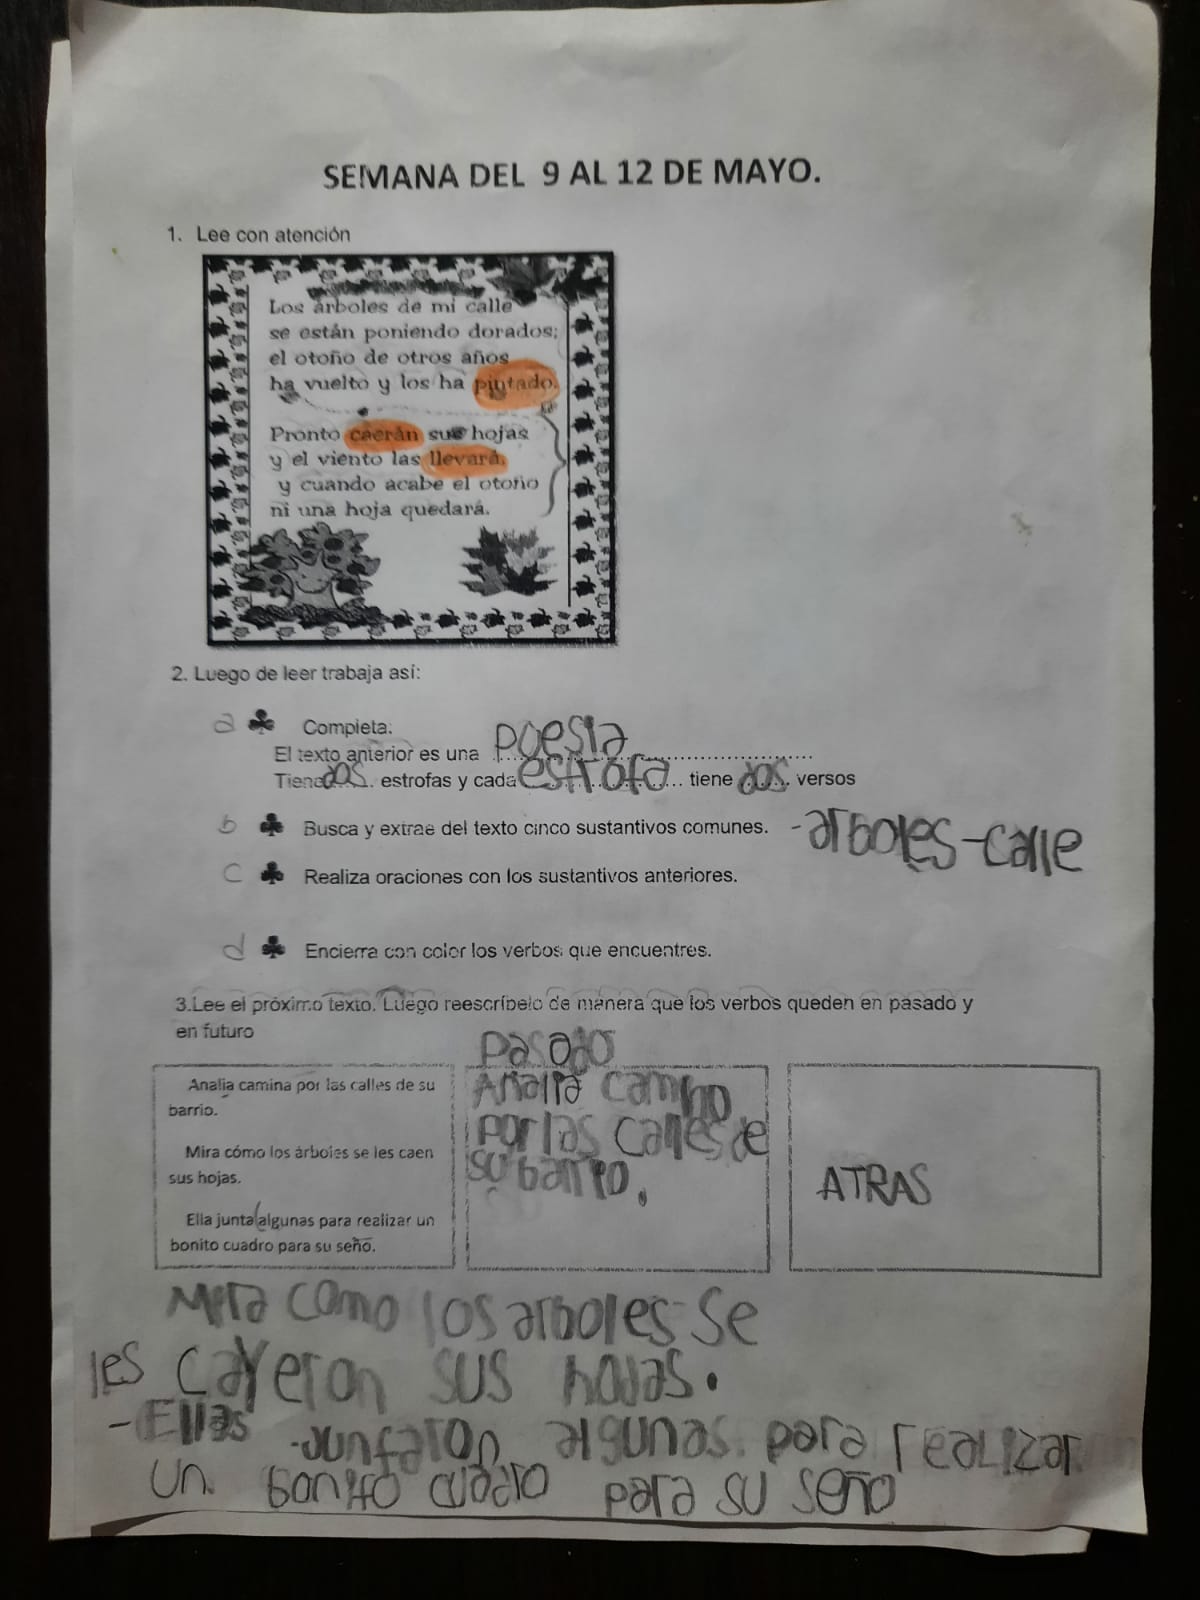 SEMANA DEL 9 AL 12 DE MAYO.
1. Lee con atención
Los árboles de mi calle
se están poniendo dorados;
el otoño de otros años
ha vuelto y los ha pintado.
Pronto caerán sus hojas
y el viento las llevará,
y cuando acabe el otoño
ni una hoja quedará.
2. Luego de leer trabaja así:
a ♣ Completa:
El texto anterior es una poesia
Tiene dos estrofas y cada estrofa tiene dos versos
b ♣ Busca y extrae del texto cinco sustantivos comunes. -arboles-calle
c ♣ Realiza oraciones con los sustantivos anteriores.
d ♣ Encierra con color los verbos que encuentres.
3.Lee el próximo texto. Luego reescríbelo de manera que los verbos queden en pasado y
en futuro
Analia camina por las calles de su
barrio.
Mira cómo los árboles se les caen
sus hojas.
Ella junta algunas para realizar un
bonito cuadro para su seño.
Pasado
Analia camino
por las calles de
su barrio.
ATRAS
Mira como los arboles se
les cayeron sus hojas.
-Ellas -Juntaron algunas para realizar
un bonito cuadro para su seño